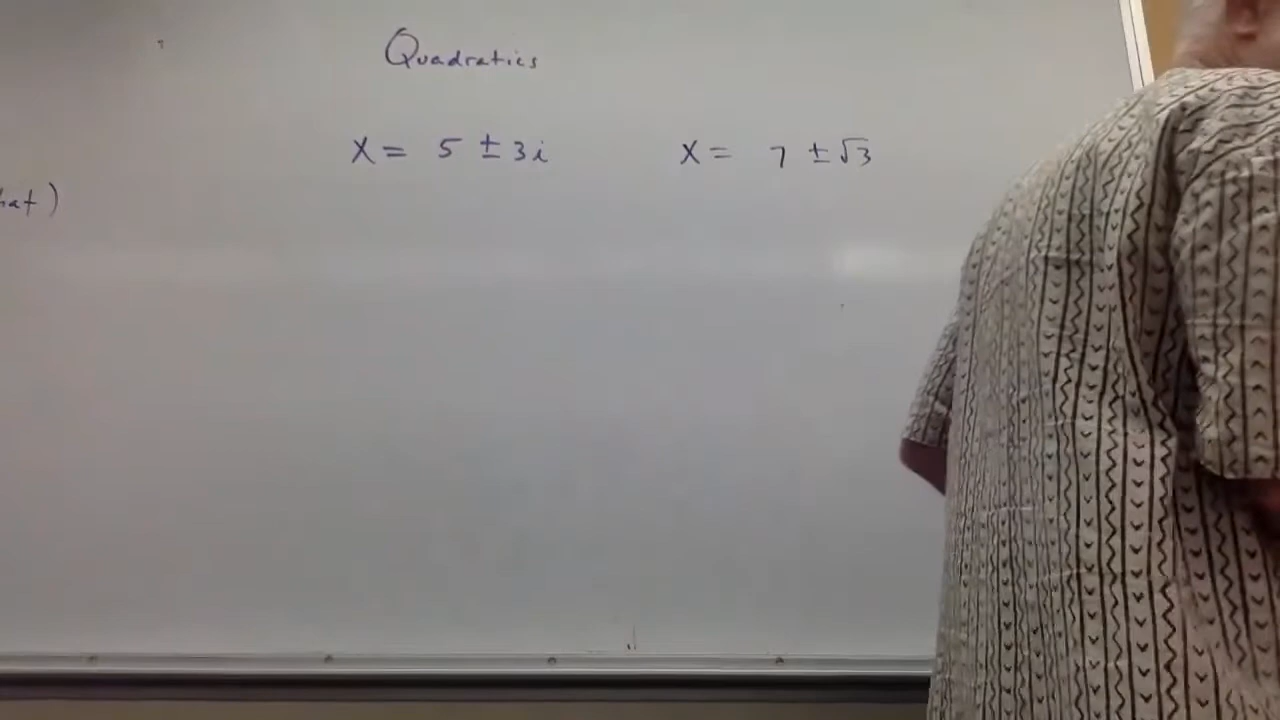 Quadratics
x = 5 ± 3i x = 7 ± √3